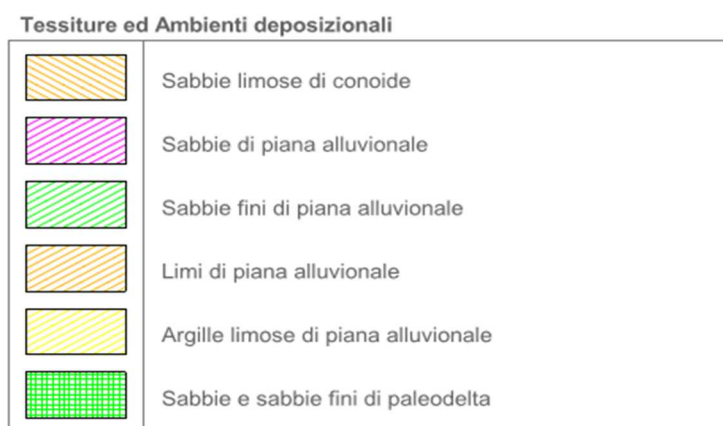 Tessiture ed Ambienti deposizionali
Sabbie limose di conoide
Sabbie di piana alluvionale
Sabbie fini di piana alluvionale
Limi di piana alluvionale
Argille limose di piana alluvionale
Sabbie e sabbie fini di paleodelta